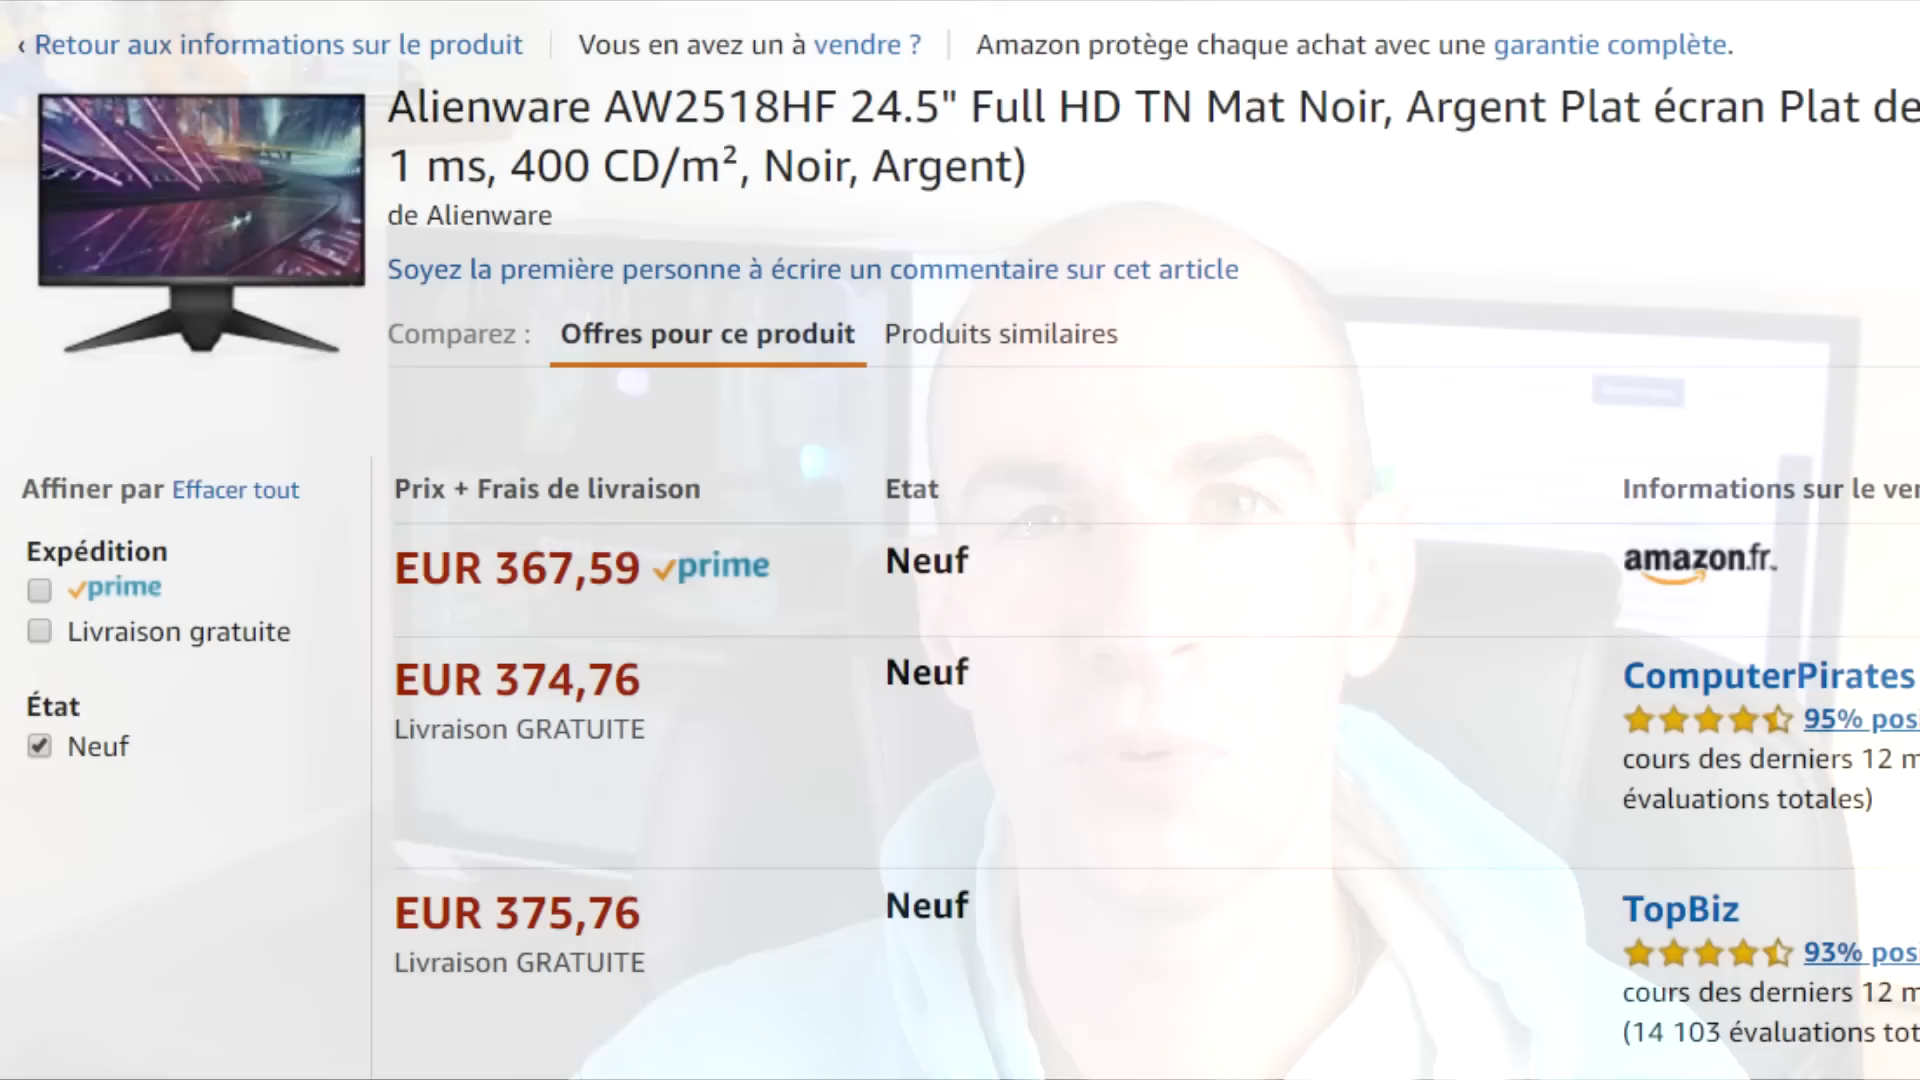 ‹ Retour aux informations sur le produit
Vous en avez un à vendre ?
Amazon protège chaque achat avec une garantie complète.
Alienware AW2518HF 24.5" Full HD TN Mat Noir, Argent Plat écran Plat de
1 ms, 400 CD/m², Noir, Argent)
de Alienware
Soyez la première personne à écrire un commentaire sur cet article
Comparez : Offres pour ce produit Produits similaires
Affiner par Effacer tout
Expédition
prime
Livraison gratuite
État
Neuf
Prix + Frais de livraison
Etat
Informations sur le
EUR 367,59 prime
Neuf
amazon.fr
EUR 374,76
Livraison GRATUITE
Neuf
ComputerPirates
95%
cours des derniers 12
évaluations totales)
EUR 375,76
Livraison GRATUITE
Neuf
TopBiz
93%
cours des derniers 12
(14 103 évaluations